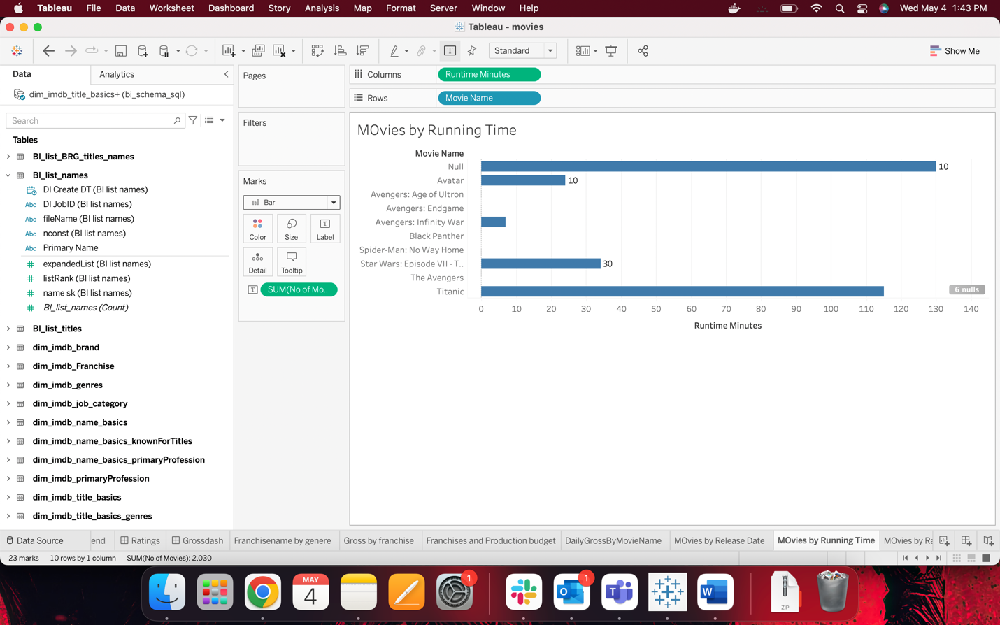 Tableau File Data Worksheet Dashboard Story Analysis Map Format Server Window Help Wed May 4 1:43 PM
Tableau - movies
Standard Show Me
Data Analytics
dim_imdb_title_basics+ (bi_schema_sql)
Search
Tables
BI_list_BRG_titles_names
BI_list_names
DI Create DT (BI list names)
Abc DI JobID (BI list names)
Abc fileName (BI list names)
Abc nconst (BI list names)
Abc Primary Name
expandedList (BI list names)
listRank (BI list names)
name sk (BI list names)
BI_list_names (Count)
BI_list_titles
dim_imdb_brand
dim_imdb_Franchise
dim_imdb_genres
dim_imdb_job_category
dim_imdb_name_basics
dim_imdb_name_basics_knownForTitles
dim_imdb_name_basics_primaryProfession
dim_imdb_primaryProfession
dim_imdb_title_basics
dim_imdb_title_basics_genres
Pages
Filters
Marks
Bar
Color Size Label
Detail Tooltip
SUM(No of Mo..
Columns Runtime Minutes
Rows Movie Name
MOvies by Running Time
Movie Name
Null 10
Avatar 10
Avengers: Age of Ultron
Avengers: Endgame
Avengers: Infinity War
Black Panther
Spider-Man: No Way Home
Star Wars: Episode VII - T.. 30
The Avengers
Titanic 6 nulls
0 10 20 30 40 50 60 70 80 90 100 110 120 130 140
Runtime Minutes
Data Source end Ratings Grossdash Franchisename by genere Gross by franchise Franchises and Production budget DailyGrossByMovieName MOvies by Release Date MOvies by Running Time MOvies by Ra
23 marks 10 rows by 1 column SUM(No of Movies): 2,030
MAY
4
1
1
O
T
W
ZIP